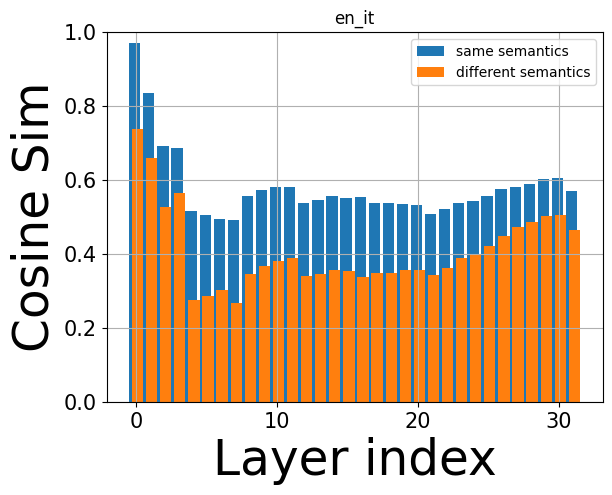 en_it
same semantics
different semantics
1.0
0.8
0.6
0.4
0.2
0.0
Cosine Sim
0 10 20 30
Layer index